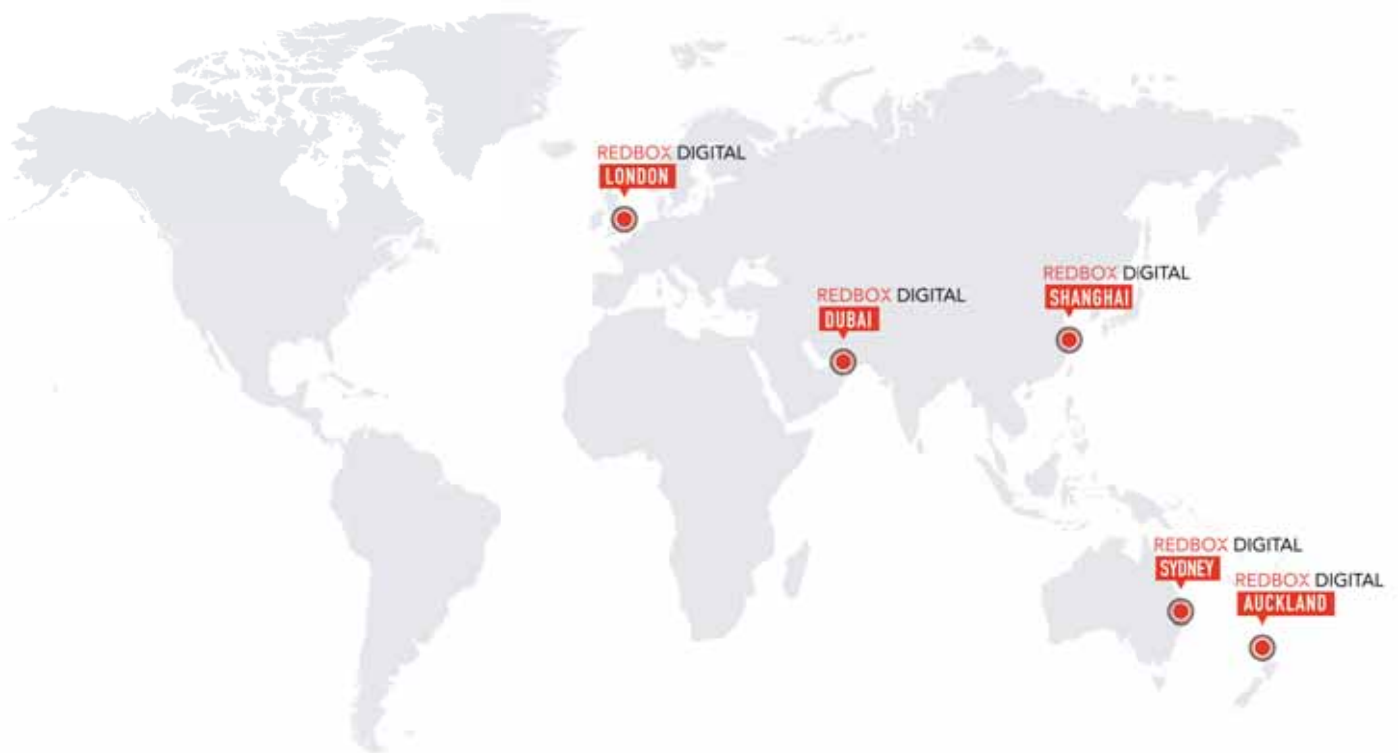 REDBOX DIGITAL
LONDON
REDBOX DIGITAL
SHANGHAI
REDBOX DIGITAL
DUBAI
REDBOX DIGITAL
SYDNEY
REDBOX DIGITAL
AUCKLAND